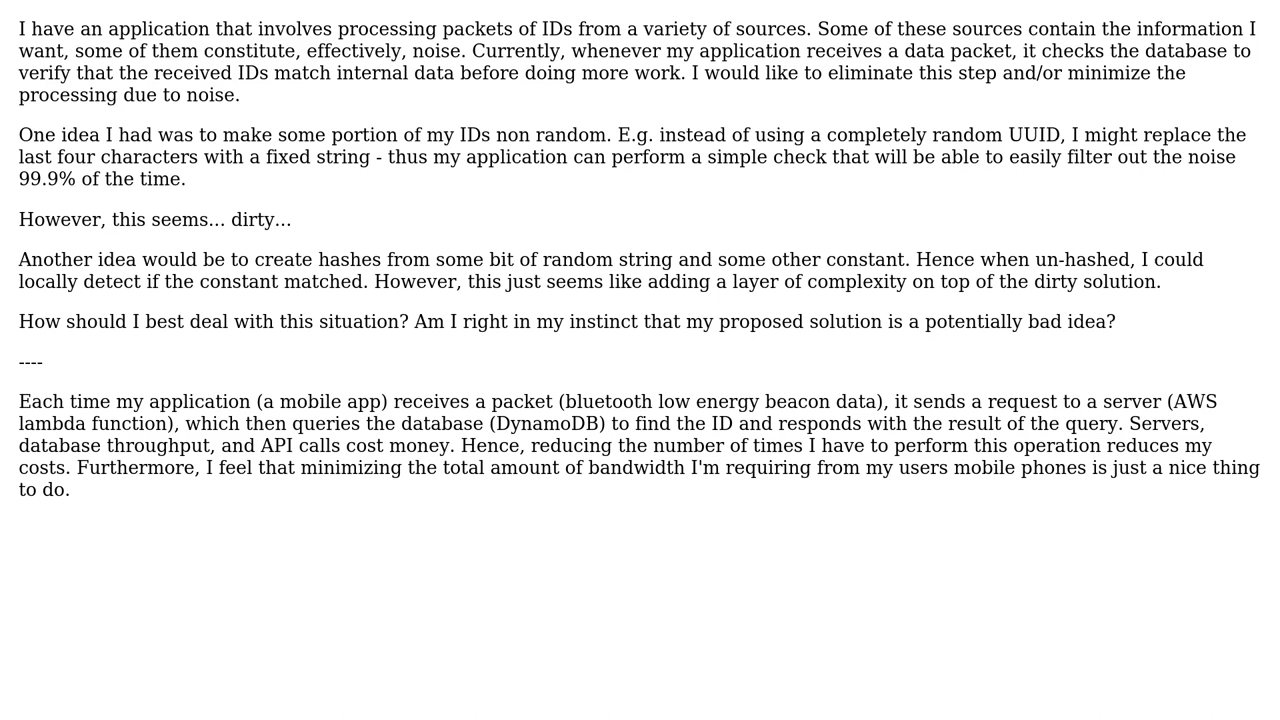 I have an application that involves processing packets of IDs from a variety of sources. Some of these sources contain the information I
want, some of them constitute, effectively, noise. Currently, whenever my application receives a data packet, it checks the database to
verify that the received IDs match internal data before doing more work. I would like to eliminate this step and/or minimize the
processing due to noise.
One idea I had was to make some portion of my IDs non random. E.g. instead of using a completely random UUID, I might replace the
last four characters with a fixed string - thus my application can perform a simple check that will be able to easily filter out the noise
99.9% of the time.
However, this seems... dirty...
Another idea would be to create hashes from some bit of random string and some other constant. Hence when un-hashed, I could
locally detect if the constant matched. However, this just seems like adding a layer of complexity on top of the dirty solution.
How should I best deal with this situation? Am I right in my instinct that my proposed solution is a potentially bad idea?
----
Each time my application (a mobile app) receives a packet (bluetooth low energy beacon data), it sends a request to a server (AWS
lambda function), which then queries the database (DynamoDB) to find the ID and responds with the result of the query. Servers,
database throughput, and API calls cost money. Hence, reducing the number of times I have to perform this operation reduces my
costs. Furthermore, I feel that minimizing the total amount of bandwidth I'm requiring from my users mobile phones is just a nice thing
to do.